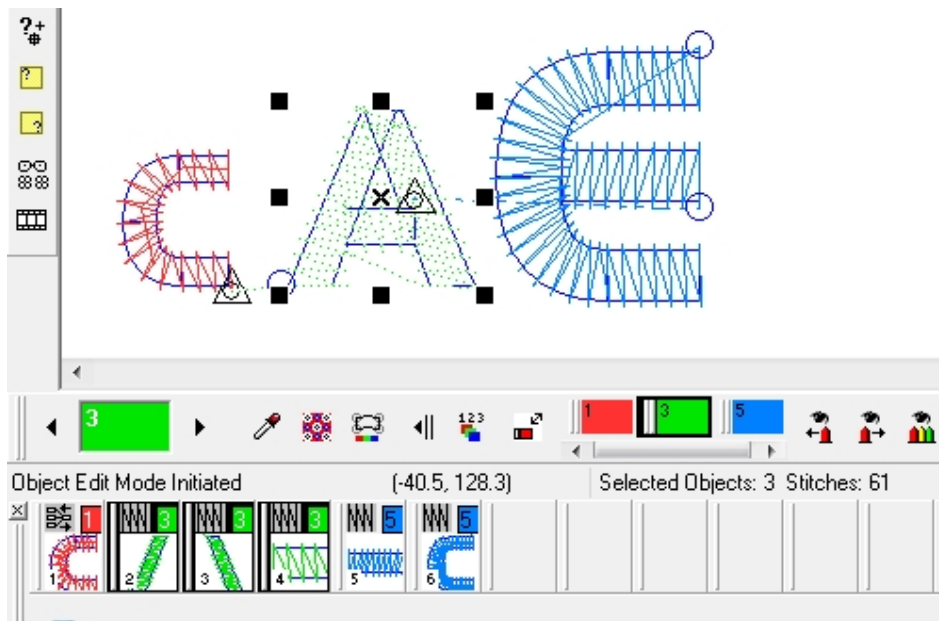 CAE
3
123
1
3
5
Object Edit Mode Initiated (-40.5, 128.3) Selected Objects: 3 Stitches: 61
1 3 3 3 5 5
1 2 3 4 5 6